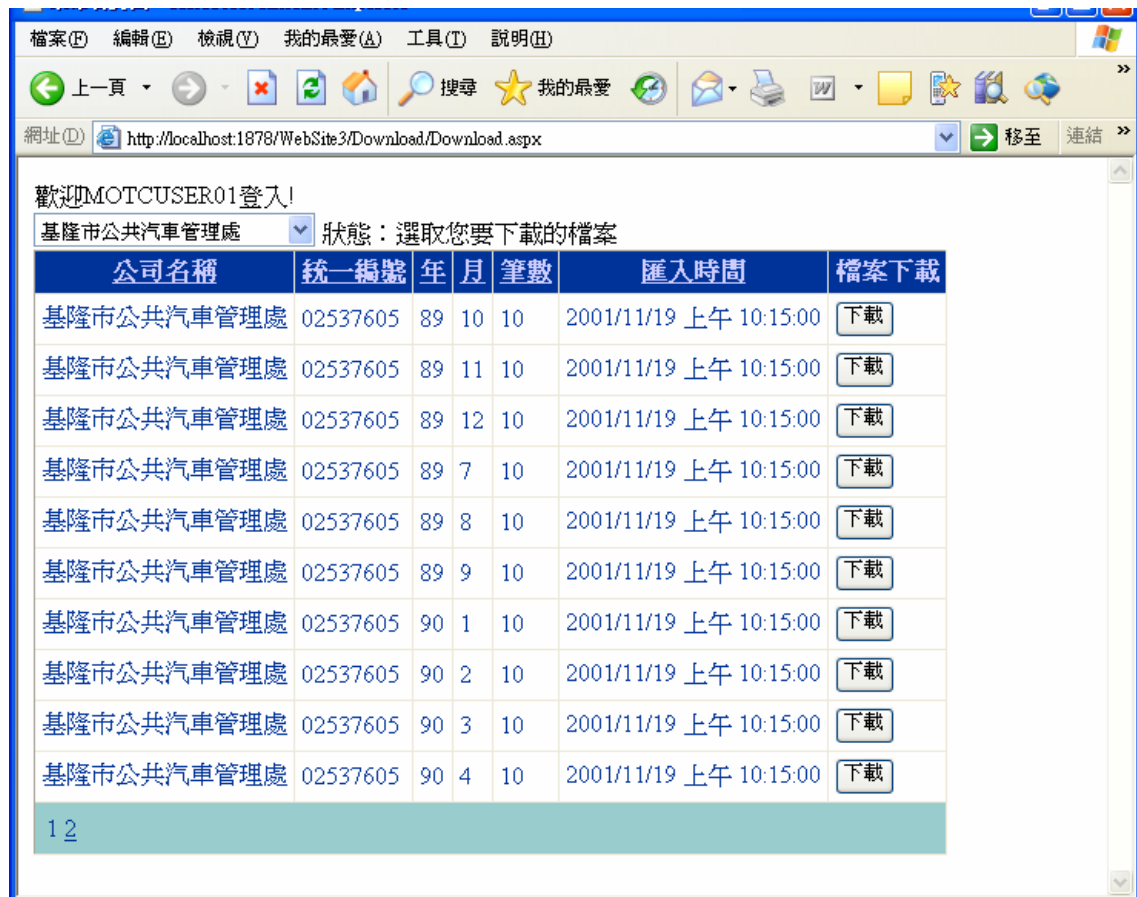 檔案(F) 編輯(E) 檢視(V) 我的最愛(A) 工具(T) 說明(H)
上一頁 搜尋 我的最愛 »
網址(D) http://localhost:1878/WebSite3/Download/Download.aspx 移至 連結 »
歡迎MOTCUSER01登入!
基隆市公共汽車管理處 狀態：選取您要下載的檔案
公司名稱 統一編號 年 月 筆數 匯入時間 檔案下載
基隆市公共汽車管理處 02537605 89 10 10 2001/11/19 上午 10:15:00 下載
基隆市公共汽車管理處 02537605 89 11 10 2001/11/19 上午 10:15:00 下載
基隆市公共汽車管理處 02537605 89 12 10 2001/11/19 上午 10:15:00 下載
基隆市公共汽車管理處 02537605 89 7 10 2001/11/19 上午 10:15:00 下載
基隆市公共汽車管理處 02537605 89 8 10 2001/11/19 上午 10:15:00 下載
基隆市公共汽車管理處 02537605 89 9 10 2001/11/19 上午 10:15:00 下載
基隆市公共汽車管理處 02537605 90 1 10 2001/11/19 上午 10:15:00 下載
基隆市公共汽車管理處 02537605 90 2 10 2001/11/19 上午 10:15:00 下載
基隆市公共汽車管理處 02537605 90 3 10 2001/11/19 上午 10:15:00 下載
基隆市公共汽車管理處 02537605 90 4 10 2001/11/19 上午 10:15:00 下載
1 2